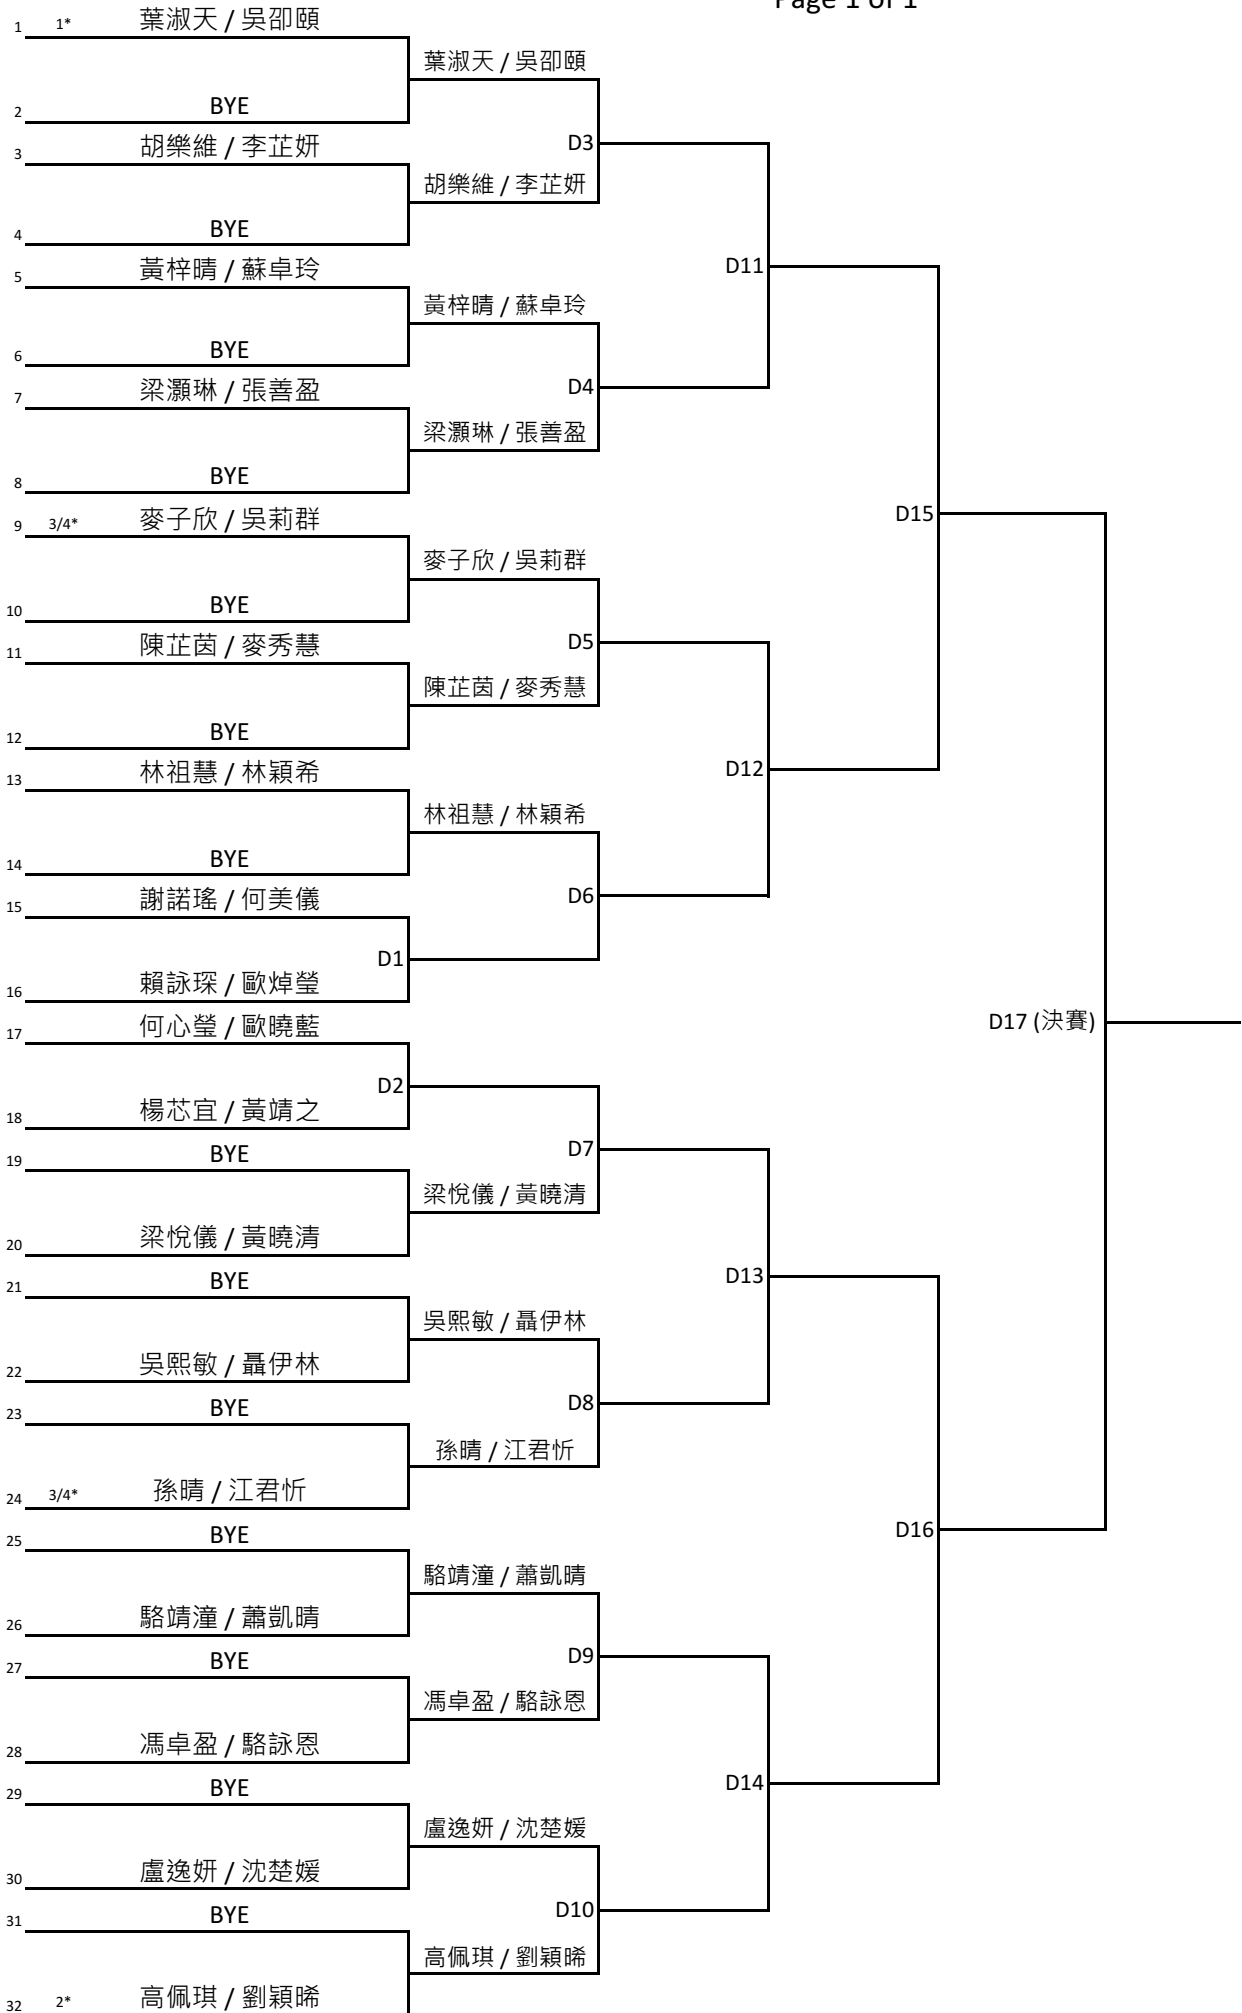 Page 1 of 1
1 1* 葉淑天 / 吳卲頤
葉淑天 / 吳卲頤
2 BYE
3 胡樂維 / 李芷妍
D3
胡樂維 / 李芷妍
4 BYE
5 黃梓晴 / 蘇卓玲
D11
黃梓晴 / 蘇卓玲
6 BYE
7 梁灝琳 / 張善盈
D4
梁灝琳 / 張善盈
8 BYE
9 3/4* 麥子欣 / 吳莉群
D15
麥子欣 / 吳莉群
10 BYE
11 陳芷茵 / 麥秀慧
D5
陳芷茵 / 麥秀慧
12 BYE
13 林祖慧 / 林穎希
D12
林祖慧 / 林穎希
14 BYE
15 謝諾瑤 / 何美儀
D6
D1
16 賴詠琛 / 歐焯瑩
17 何心瑩 / 歐曉藍
D17 (決賽)
D2
18 楊芯宜 / 黃靖之
19 BYE
D7
梁悅儀 / 黃曉清
20 梁悅儀 / 黃曉清
21 BYE
D13
吳熙敏 / 聶伊林
22 吳熙敏 / 聶伊林
23 BYE
D8
孫晴 / 江君忻
24 3/4* 孫晴 / 江君忻
25 BYE
D16
駱靖潼 / 蕭凱晴
26 駱靖潼 / 蕭凱晴
27 BYE
D9
馮卓盈 / 駱詠恩
28 馮卓盈 / 駱詠恩
29 BYE
D14
盧逸妍 / 沈楚媛
30 盧逸妍 / 沈楚媛
31 BYE
D10
高佩琪 / 劉穎晞
32 2* 高佩琪 / 劉穎晞